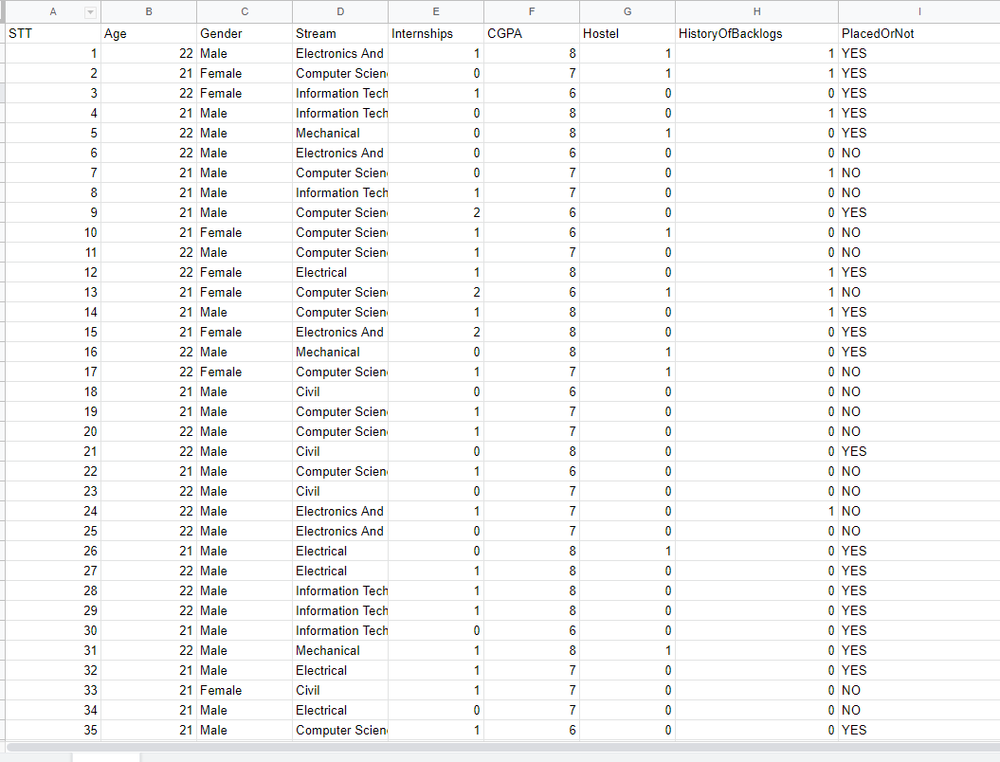 A B C D E F G H I
STT Age Gender Stream Internships CGPA Hostel HistoryOfBacklogs PlacedOrNot
1 22 Male Electronics And 1 8 1 1 YES
2 21 Female Computer Scien 0 7 1 1 YES
3 22 Female Information Tech 1 6 0 0 YES
4 21 Male Information Tech 0 8 0 1 YES
5 22 Male Mechanical 0 8 1 0 YES
6 22 Male Electronics And 0 6 0 0 NO
7 21 Male Computer Scien 0 7 0 1 NO
8 21 Male Information Tech 1 7 0 0 NO
9 21 Male Computer Scien 2 6 0 0 YES
10 21 Female Computer Scien 1 6 1 0 NO
11 22 Male Computer Scien 1 7 0 0 NO
12 22 Female Electrical 1 8 0 1 YES
13 21 Female Computer Scien 2 6 1 1 NO
14 21 Male Computer Scien 1 8 0 1 YES
15 21 Female Electronics And 2 8 0 0 YES
16 22 Male Mechanical 0 8 1 0 YES
17 22 Female Computer Scien 1 7 1 0 NO
18 21 Male Civil 0 6 0 0 NO
19 21 Male Computer Scien 1 7 0 0 NO
20 22 Male Computer Scien 1 7 0 0 NO
21 22 Male Civil 0 8 0 0 YES
22 21 Male Computer Scien 1 6 0 0 NO
23 22 Male Civil 0 7 0 0 NO
24 22 Male Electronics And 1 7 0 1 NO
25 22 Male Electronics And 0 7 0 0 NO
26 21 Male Electrical 0 8 1 0 YES
27 22 Male Electrical 1 8 0 0 YES
28 22 Male Information Tech 1 8 0 0 YES
29 22 Male Information Tech 1 8 0 0 YES
30 21 Male Information Tech 0 6 0 0 YES
31 22 Male Mechanical 1 8 1 0 YES
32 21 Male Electrical 1 7 0 0 YES
33 21 Female Civil 1 7 0 0 NO
34 21 Male Electrical 0 7 0 0 NO
35 21 Male Computer Scien 1 6 0 0 YES